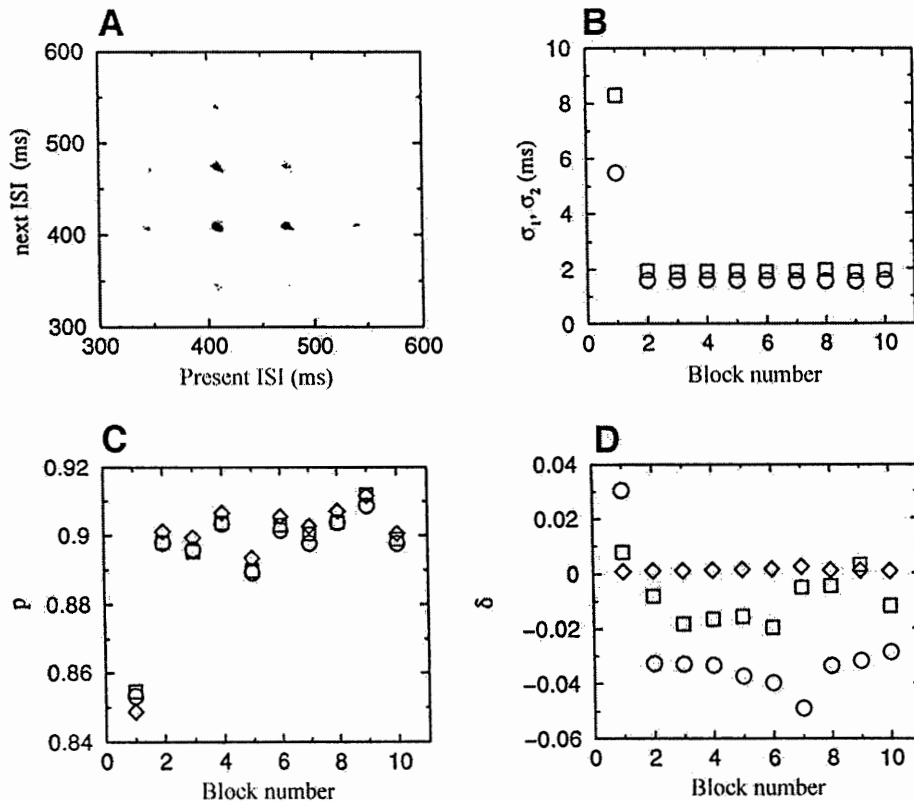 A
600
500
400
300
300 400 500 600
next ISI (ms)
Present ISI (ms)
B
10
8
6
4
2
0
0 2 4 6 8 10
σ₁, σ₂ (ms)
Block number
C
0.92
0.9
0.88
0.86
0.84
0 2 4 6 8 10
p
Block number
D
0.04
0.02
0
−0.02
−0.04
−0.06
0 2 4 6 8 10
δ
Block number